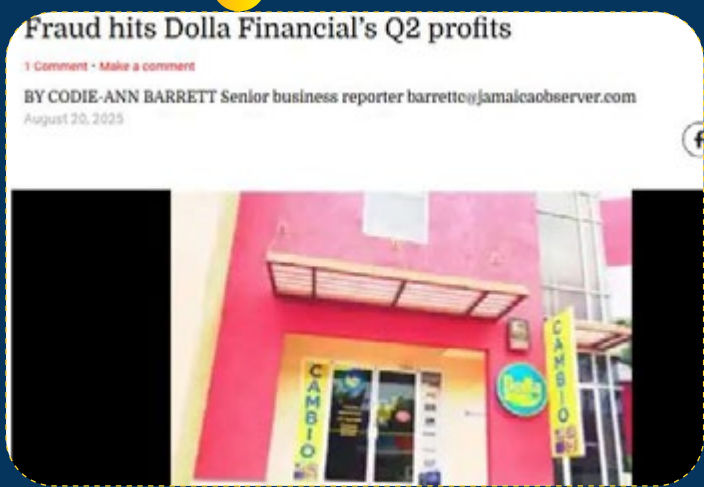 Fraud hits Dolla Financial's Q2 profits
1 Comment • Make a comment
BY CODIE-ANN BARRETT Senior business reporter barrettc@jamaicaobserver.com
August 20, 2025
f
CAMBIO
Dolla
CAMBIO